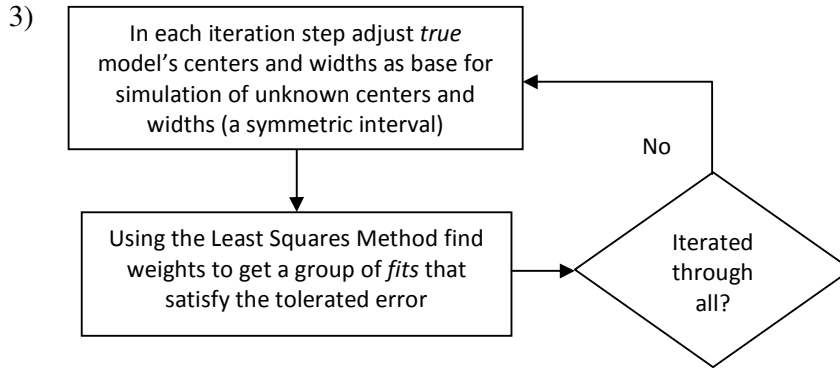 3)
In each iteration step adjust true
model's centers and widths as base for
simulation of unknown centers and
widths (a symmetric interval)
No
Using the Least Squares Method find
weights to get a group of fits that
satisfy the tolerated error
Iterated
through
all?